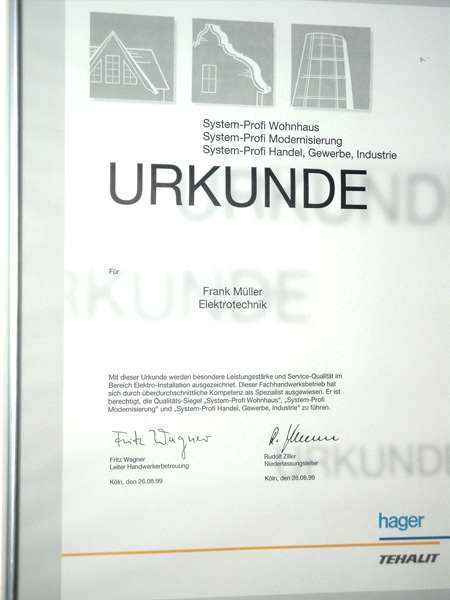 System-Profi Wohnhaus
System-Profi Modernisierung
System-Profi Handel, Gewerbe, Industrie
URKUNDE
Für
Frank Müller
Elektrotechnik
Mit dieser Urkunde werden besondere Leistungsstärke und Service-Qualität im
Bereich Elektro-Installation ausgezeichnet. Dieser Fachhandwerksbetrieb hat
sich durch überdurchschnittliche Kompetenz als Spezialist ausgewiesen. Er ist
berechtigt, die Qualitäts-Siegel „System-Profi Wohnhaus“, „System-Profi
Modernisierung“ und „System-Profi Handel, Gewerbe, Industrie“ zu führen.
Fritz Wagner
Fritz Wagner
Leiter Handwerkerbetreuung
Köln, den 26.08.99
Rudolf Ziller
Niederlassungsleiter
Köln, den 26.08.99
hager
TEHALIT